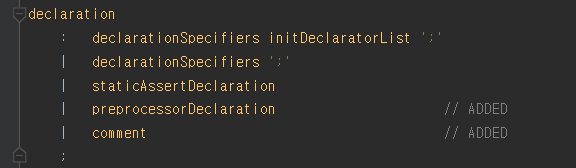 declaration
    :   declarationSpecifiers initDeclaratorList ';'
    |   declarationSpecifiers ';'
    |   staticAssertDeclaration
    |   preprocessorDeclaration                     // ADDED
    |   comment                                     // ADDED
    ;